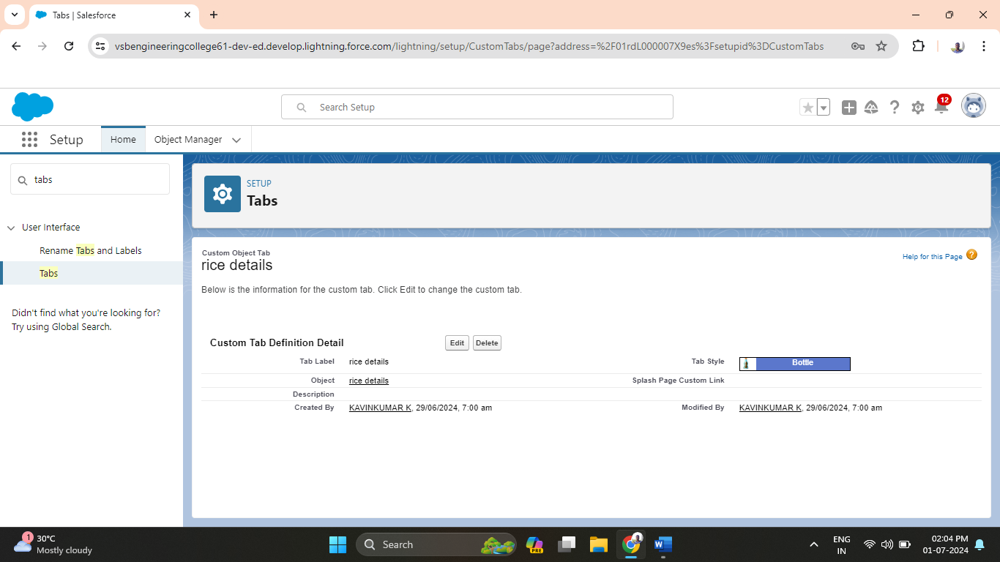 Tabs | Salesforce
vsbengineeringcollege61-dev-ed.develop.lightning.force.com/lightning/setup/CustomTabs/page?address=%2F01rdL000007X9es%3Fsetupid%3DCustomTabs
Search Setup
12
Setup
Home
Object Manager
tabs
User Interface
Rename Tabs and Labels
Tabs
Didn't find what you're looking for?
Try using Global Search.
SETUP
Tabs
Custom Object Tab
rice details
Help for this Page ?
Below is the information for the custom tab. Click Edit to change the custom tab.
Custom Tab Definition Detail
Edit
Delete
Tab Label rice details
Tab Style Bottle
Object rice details
Splash Page Custom Link
Description
Created By KAVINKUMAR K, 29/06/2024, 7:00 am
Modified By KAVINKUMAR K, 29/06/2024, 7:00 am
1
30°C
Mostly cloudy
Search
PRE
W
ENG
IN
02:04 PM
01-07-2024